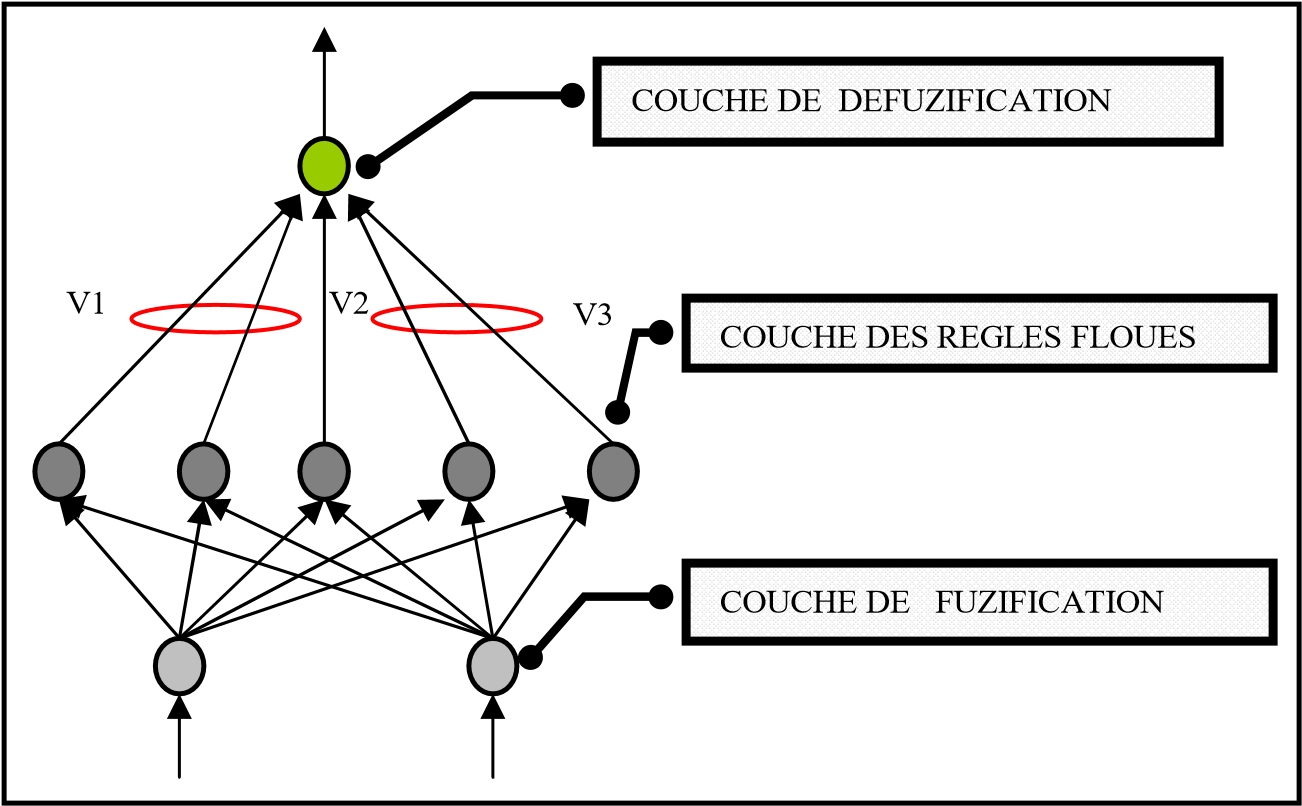 COUCHE DE DEFUZIFICATION
V1
V2
V3
COUCHE DES REGLES FLOUES
COUCHE DE FUZIFICATION